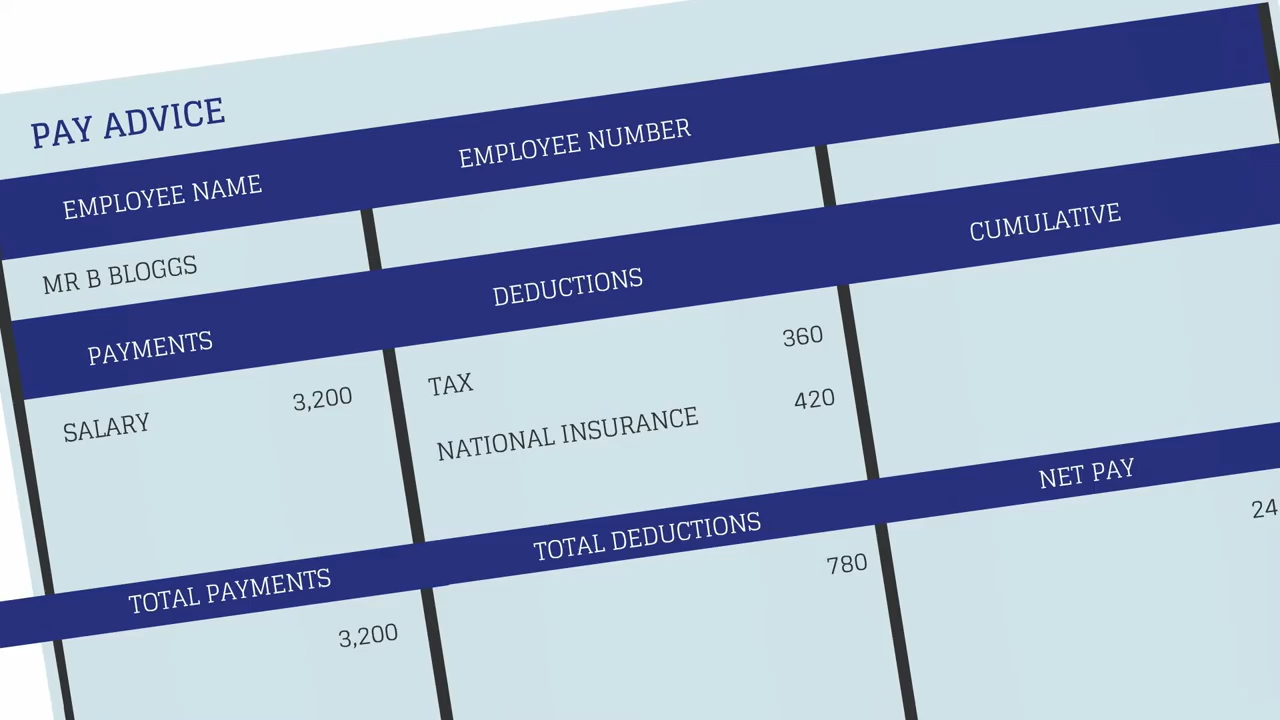 PAY ADVICE
EMPLOYEE NAME EMPLOYEE NUMBER
MR B BLOGGS
PAYMENTS DEDUCTIONS CUMULATIVE
SALARY 3,200 TAX 360
NATIONAL INSURANCE 420
TOTAL PAYMENTS TOTAL DEDUCTIONS NET PAY
3,200 780 24